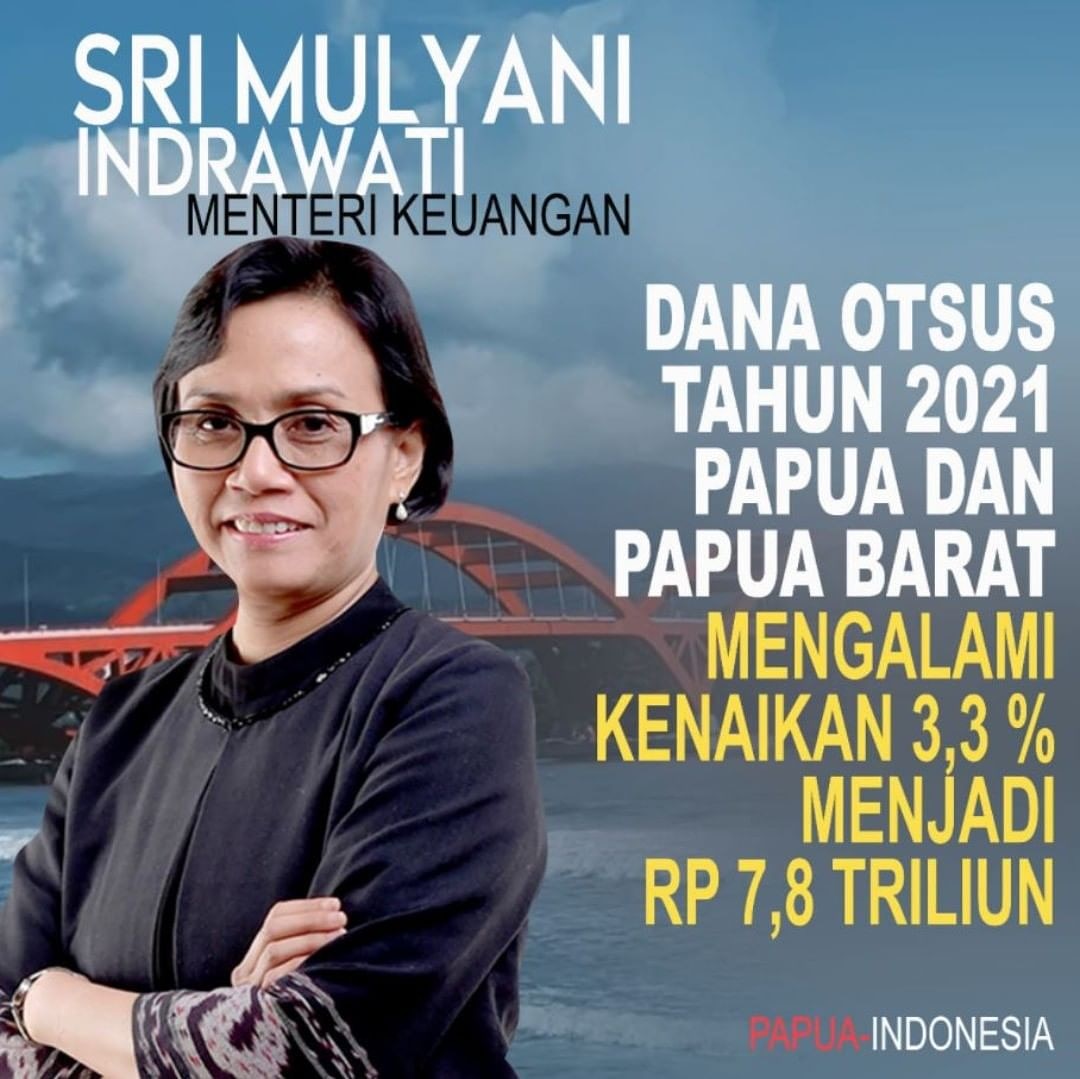 SRI MULYANI
INDRAWATI
MENTERI KEUANGAN
DANA OTSUS
TAHUN 2021
PAPUA DAN
PAPUA BARAT
MENGALAMI
KENAIKAN 3,3 %
MENJADI
RP 7,8 TRILIUN
PAPUA-INDONESIA